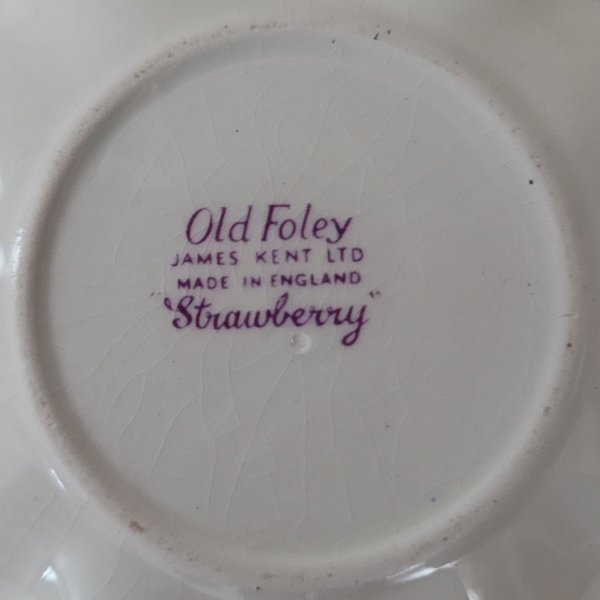 Old Foley
JAMES KENT LTD
MADE IN ENGLAND
"Strawberry"